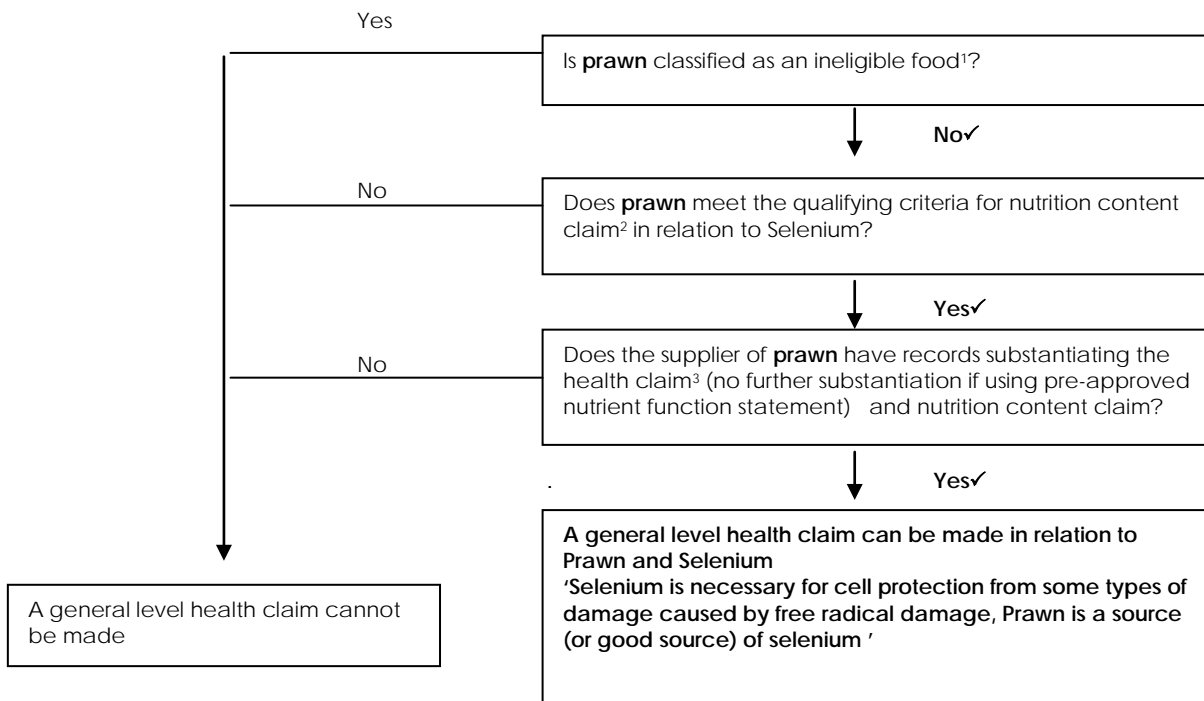 Yes
Is prawn classified as an ineligible food¹?
No✓
No
Does prawn meet the qualifying criteria for nutrition content
claim² in relation to Selenium?
Yes✓
No
Does the supplier of prawn have records substantiating the
health claim³ (no further substantiation if using pre-approved
nutrient function statement) and nutrition content claim?
.
Yes✓
A general level health claim can be made in relation to
Prawn and Selenium
‘Selenium is necessary for cell protection from some types of
damage caused by free radical damage, Prawn is a source
(or good source) of selenium ’
A general level health claim cannot
be made